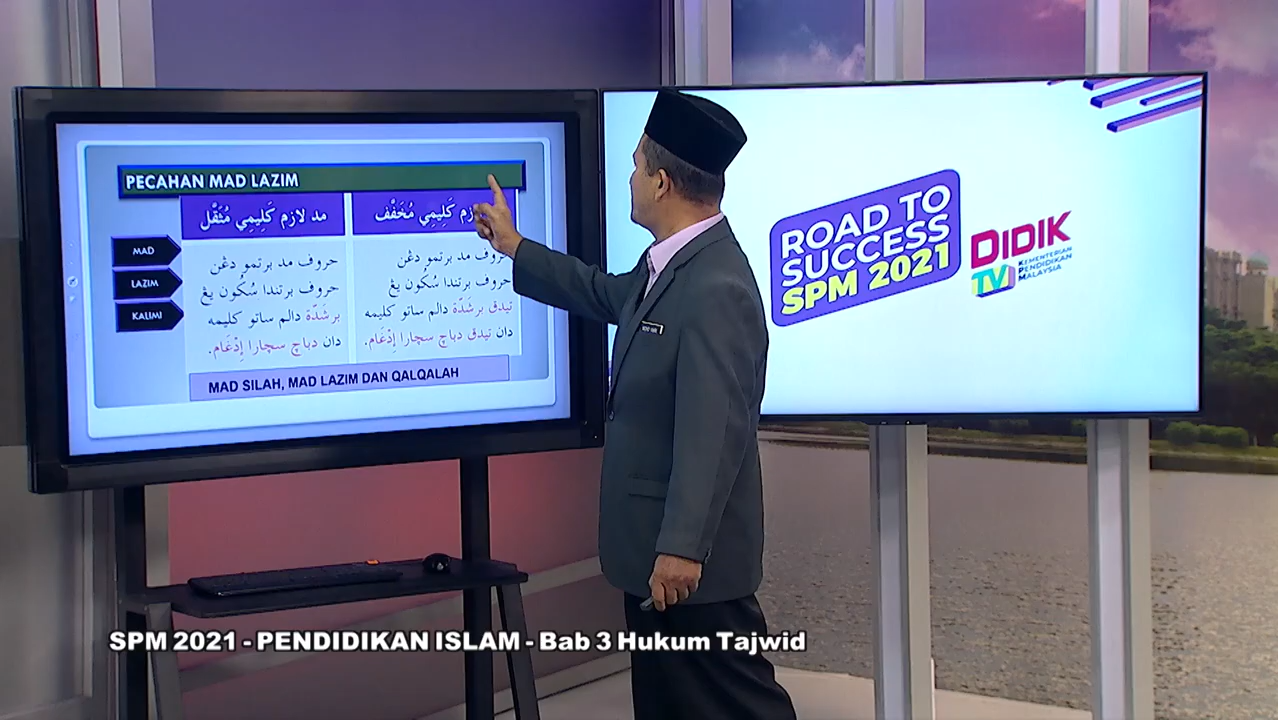 PECAHAN MAD LAZIM
مد لازم كَلِيمِي مُثَقَّل
كَلِيمِي مُخَفَّف
MAD
LAZIM
KALIMI
حروف مد برتمو دڠن
حروف برتندا سُكُون يڠ
برشَدّة دالم ساتو كليمه
دان دباچ سچارا إِدْغَام.
حروف مد برتمو دڠن
حروف برتندا سُكُون يڠ
تيدق برشَدّة دالم ساتو كليمه
دان تيدق دباچ سچارا إِدْغَام.
MAD SILAH, MAD LAZIM DAN QALQALAH
ROAD TO
SUCCESS
SPM 2021
DIDIK
TV
KEMENTERIAN
PENDIDIKAN
MALAYSIA
SPM 2021 - PENDIDIKAN ISLAM - Bab 3 Hukum Tajwid